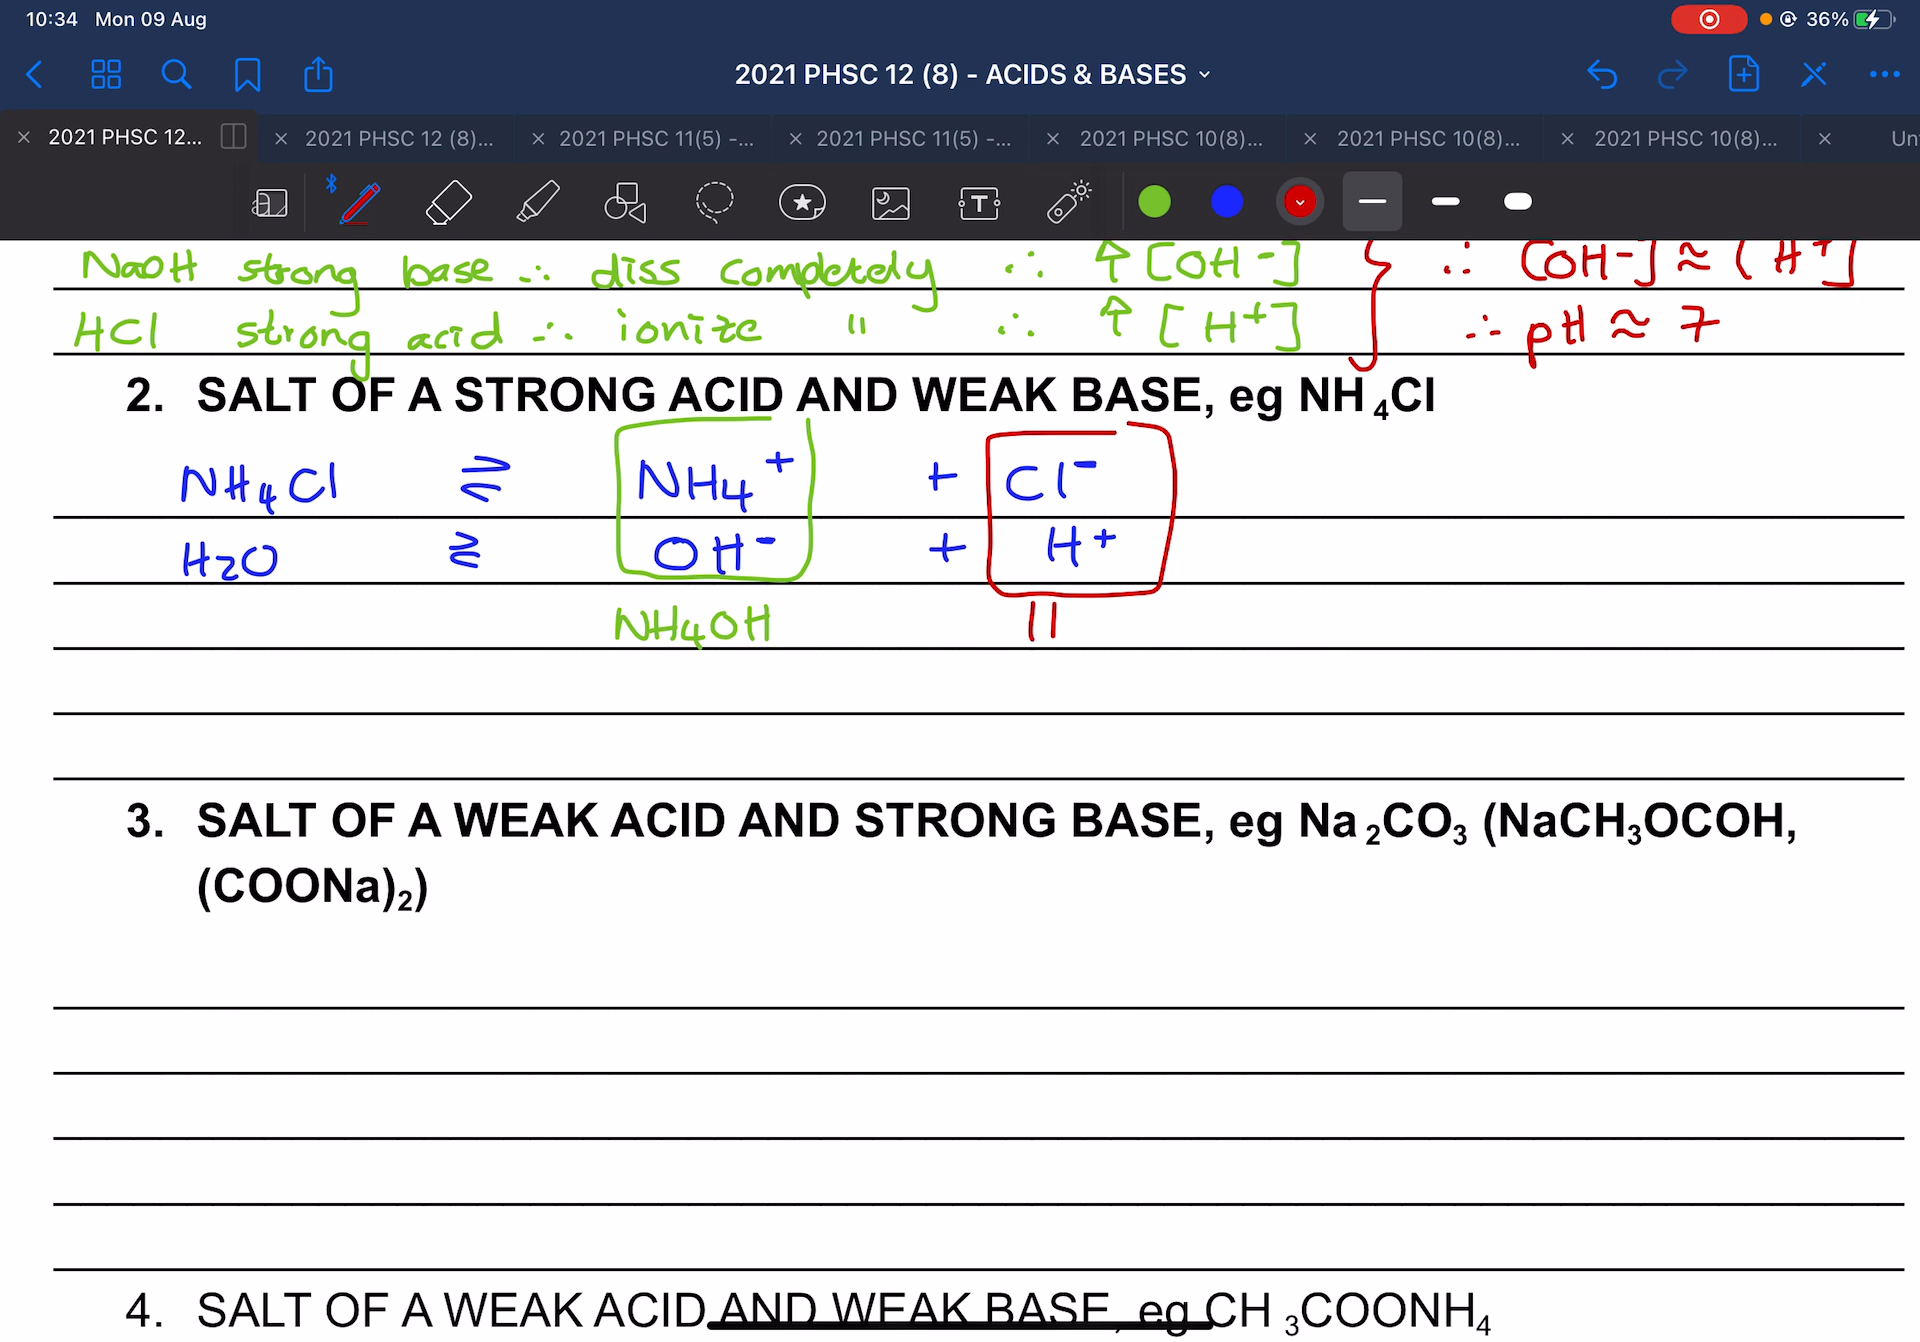 10:34 Mon 09 Aug 36%
2021 PHSC 12 (8) - ACIDS & BASES
2021 PHSC 12... 2021 PHSC 12 (8)... 2021 PHSC 11(5) -... 2021 PHSC 11(5) -... 2021 PHSC 10(8)... 2021 PHSC 10(8)... 2021 PHSC 10(8)...
NaOH strong base ∴ diss completely ∴ ↑ [OH⁻] } ∴ [OH⁻] ≈ [H⁺]
HCl strong acid ∴ ionize " ∴ ↑ [H⁺] ∴ pH ≈ 7
2. SALT OF A STRONG ACID AND WEAK BASE, eg NH₄Cl
NH₄Cl ⇌ NH₄⁺ + Cl⁻
H₂O ⇌ OH⁻ + H⁺
NH₄OH
3. SALT OF A WEAK ACID AND STRONG BASE, eg Na₂CO₃ (NaCH₃OCOH,
(COONa)₂)
4. SALT OF A WEAK ACID AND WEAK BASE, eg CH₃COONH₄